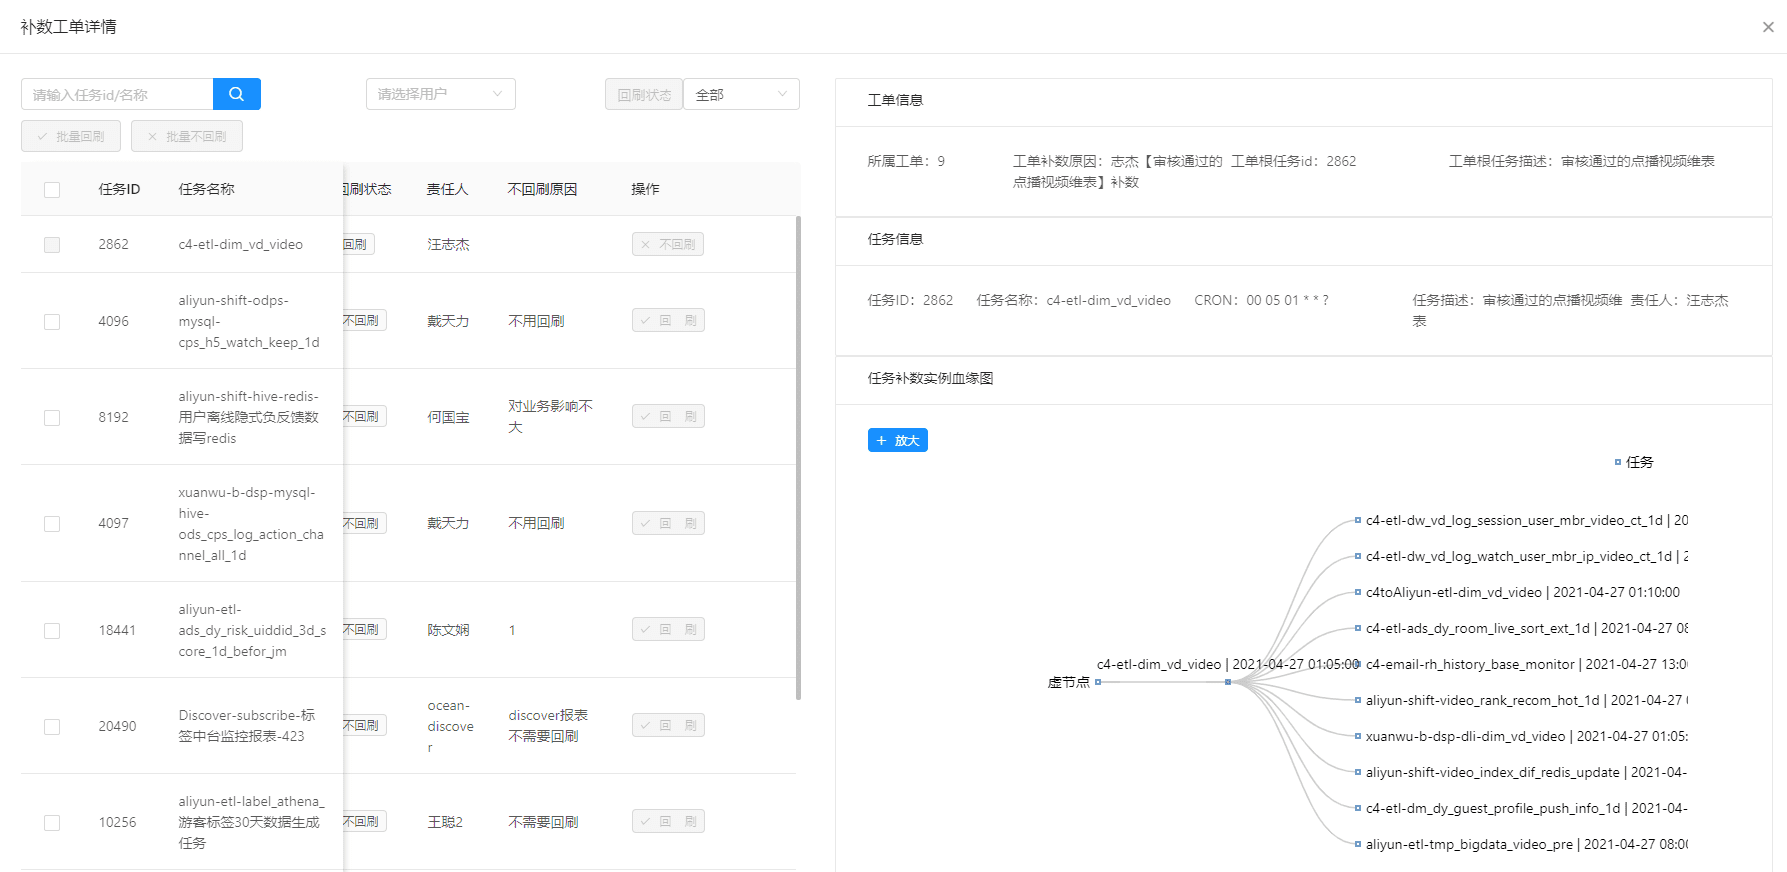 补数工单详情
请输入任务id/名称
请选择用户
回刷状态
全部
批量回刷
批量不回刷
任务ID
任务名称
回刷状态
责任人
不回刷原因
操作
2862
c4-etl-dim_vd_video
回刷
汪志杰
不回刷
4096
aliyun-shift-odps-
mysql-
cps_h5_watch_keep_1d
不回刷
戴天力
不用回刷
回 刷
8192
aliyun-shift-hive-redis-
用户离线隐式负反馈数
据写redis
不回刷
何国宝
对业务影响不
大
回 刷
4097
xuanwu-b-dsp-mysql-
hive-
ods_cps_log_action_cha
nnel_all_1d
不回刷
戴天力
不用回刷
回 刷
18441
aliyun-etl-
ads_dy_risk_uiddid_3d_s
core_1d_befor_jm
不回刷
陈文娴
1
回 刷
20490
Discover-subscribe-标
签中台监控报表-423
不回刷
ocean-
discove
r
discover报表
不需要回刷
回 刷
10256
aliyun-etl-label_athena_
游客标签30天数据生成
任务
不回刷
王聪2
不需要回刷
回 刷
工单信息
所属工单：9
工单补数原因：志杰【审核通过的
点播视频维表】补数
工单根任务id：2862
工单根任务描述：审核通过的点播视频维表
任务信息
任务ID：2862
任务名称：c4-etl-dim_vd_video
CRON：00 05 01 * * ?
任务描述：审核通过的点播视频维
表
责任人：汪志杰
任务补数实例血缘图
放大
任务
虚节点
c4-etl-dim_vd_video | 2021-04-27 01:05:00
c4-etl-dw_vd_log_session_user_mbr_video_ct_1d | 20
c4-etl-dw_vd_log_watch_user_mbr_ip_video_ct_1d | 2
c4toAliyun-etl-dim_vd_video | 2021-04-27 01:10:00
c4-etl-ads_dy_room_live_sort_ext_1d | 2021-04-27 08
c4-email-rh_history_base_monitor | 2021-04-27 13:00
aliyun-shift-video_rank_recom_hot_1d | 2021-04-27
xuanwu-b-dsp-dli-dim_vd_video | 2021-04-27 01:05:
aliyun-shift-video_index_dif_redis_update | 2021-04-
c4-etl-dm_dy_guest_profile_push_info_1d | 2021-04-
aliyun-etl-tmp_bigdata_video_pre | 2021-04-27 08:00